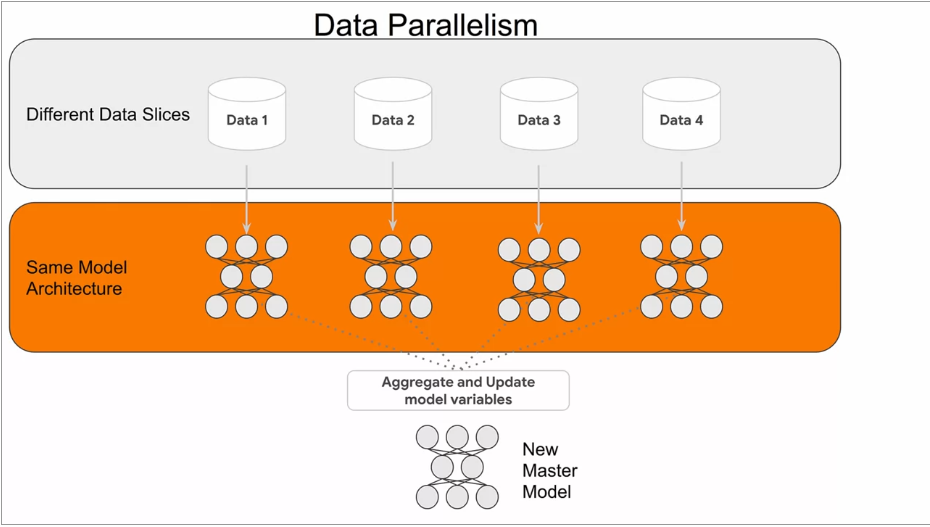 Data Parallelism
Different Data Slices
Data 1
Data 2
Data 3
Data 4
Same Model
Architecture
Aggregate and Update
model variables
New
Master
Model